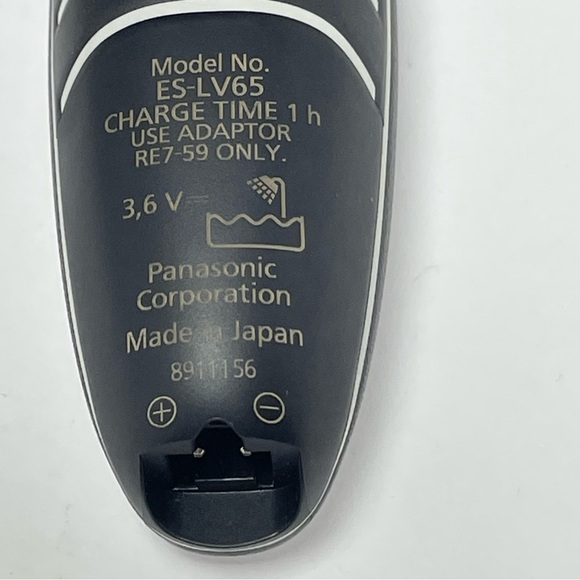 Model No.
ES-LV65
CHARGE TIME 1 h
USE ADAPTOR
RE7-59 ONLY.
3,6 V⎓
Panasonic
Corporation
Made in Japan
8911156
+ −